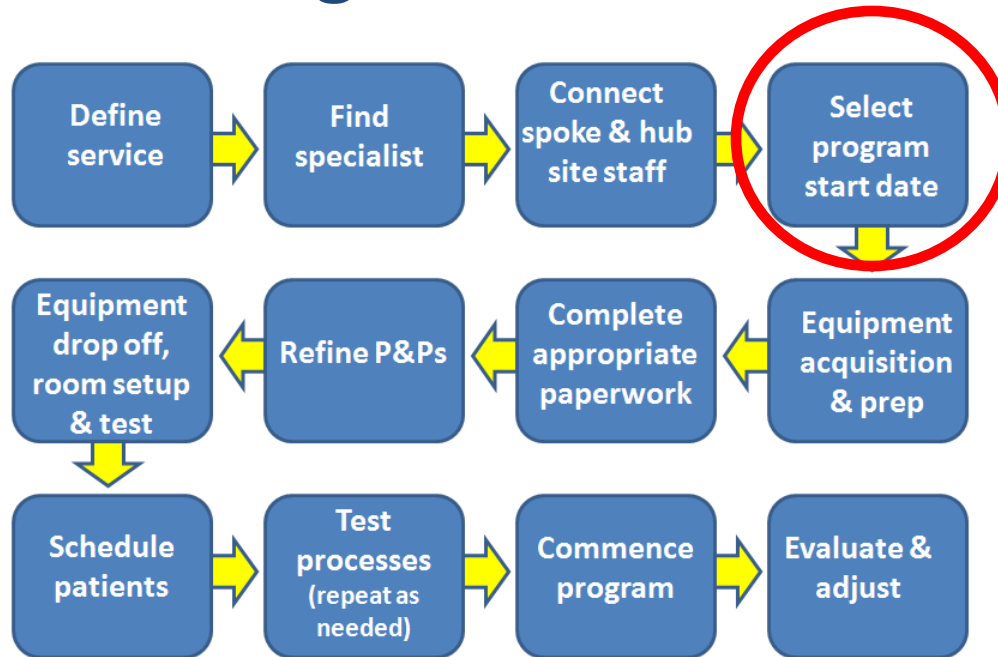 Define
service
Find
specialist
Connect
spoke & hub
site staff
Select
program
start date
Equipment
drop off,
room setup
& test
Refine P&Ps
Complete
appropriate
paperwork
Equipment
acquisition
& prep
Schedule
patients
Test
processes
(repeat as
needed)
Commence
program
Evaluate &
adjust